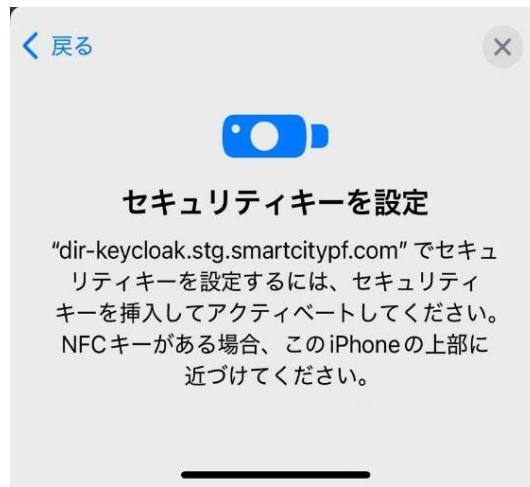 戻る
セキュリティキーを設定
“dir-keycloak.stg.smartcitypf.com” でセキュ
リティキーを設定するには、セキュリティ
キーを挿入してアクティベートしてください。
NFCキーがある場合、このiPhoneの上部に
近づけてください。